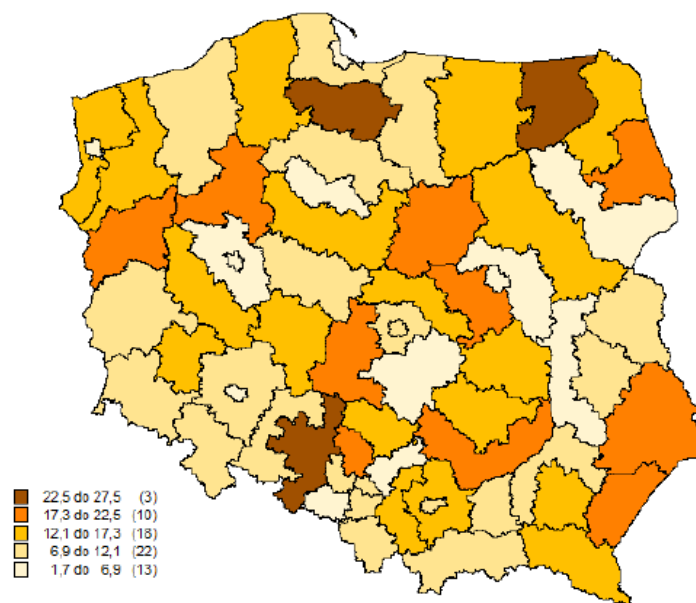 22,5 do 27,5 (3)
17,3 do 22,5 (10)
12,1 do 17,3 (18)
6,9 do 12,1 (22)
1,7 do 6,9 (13)